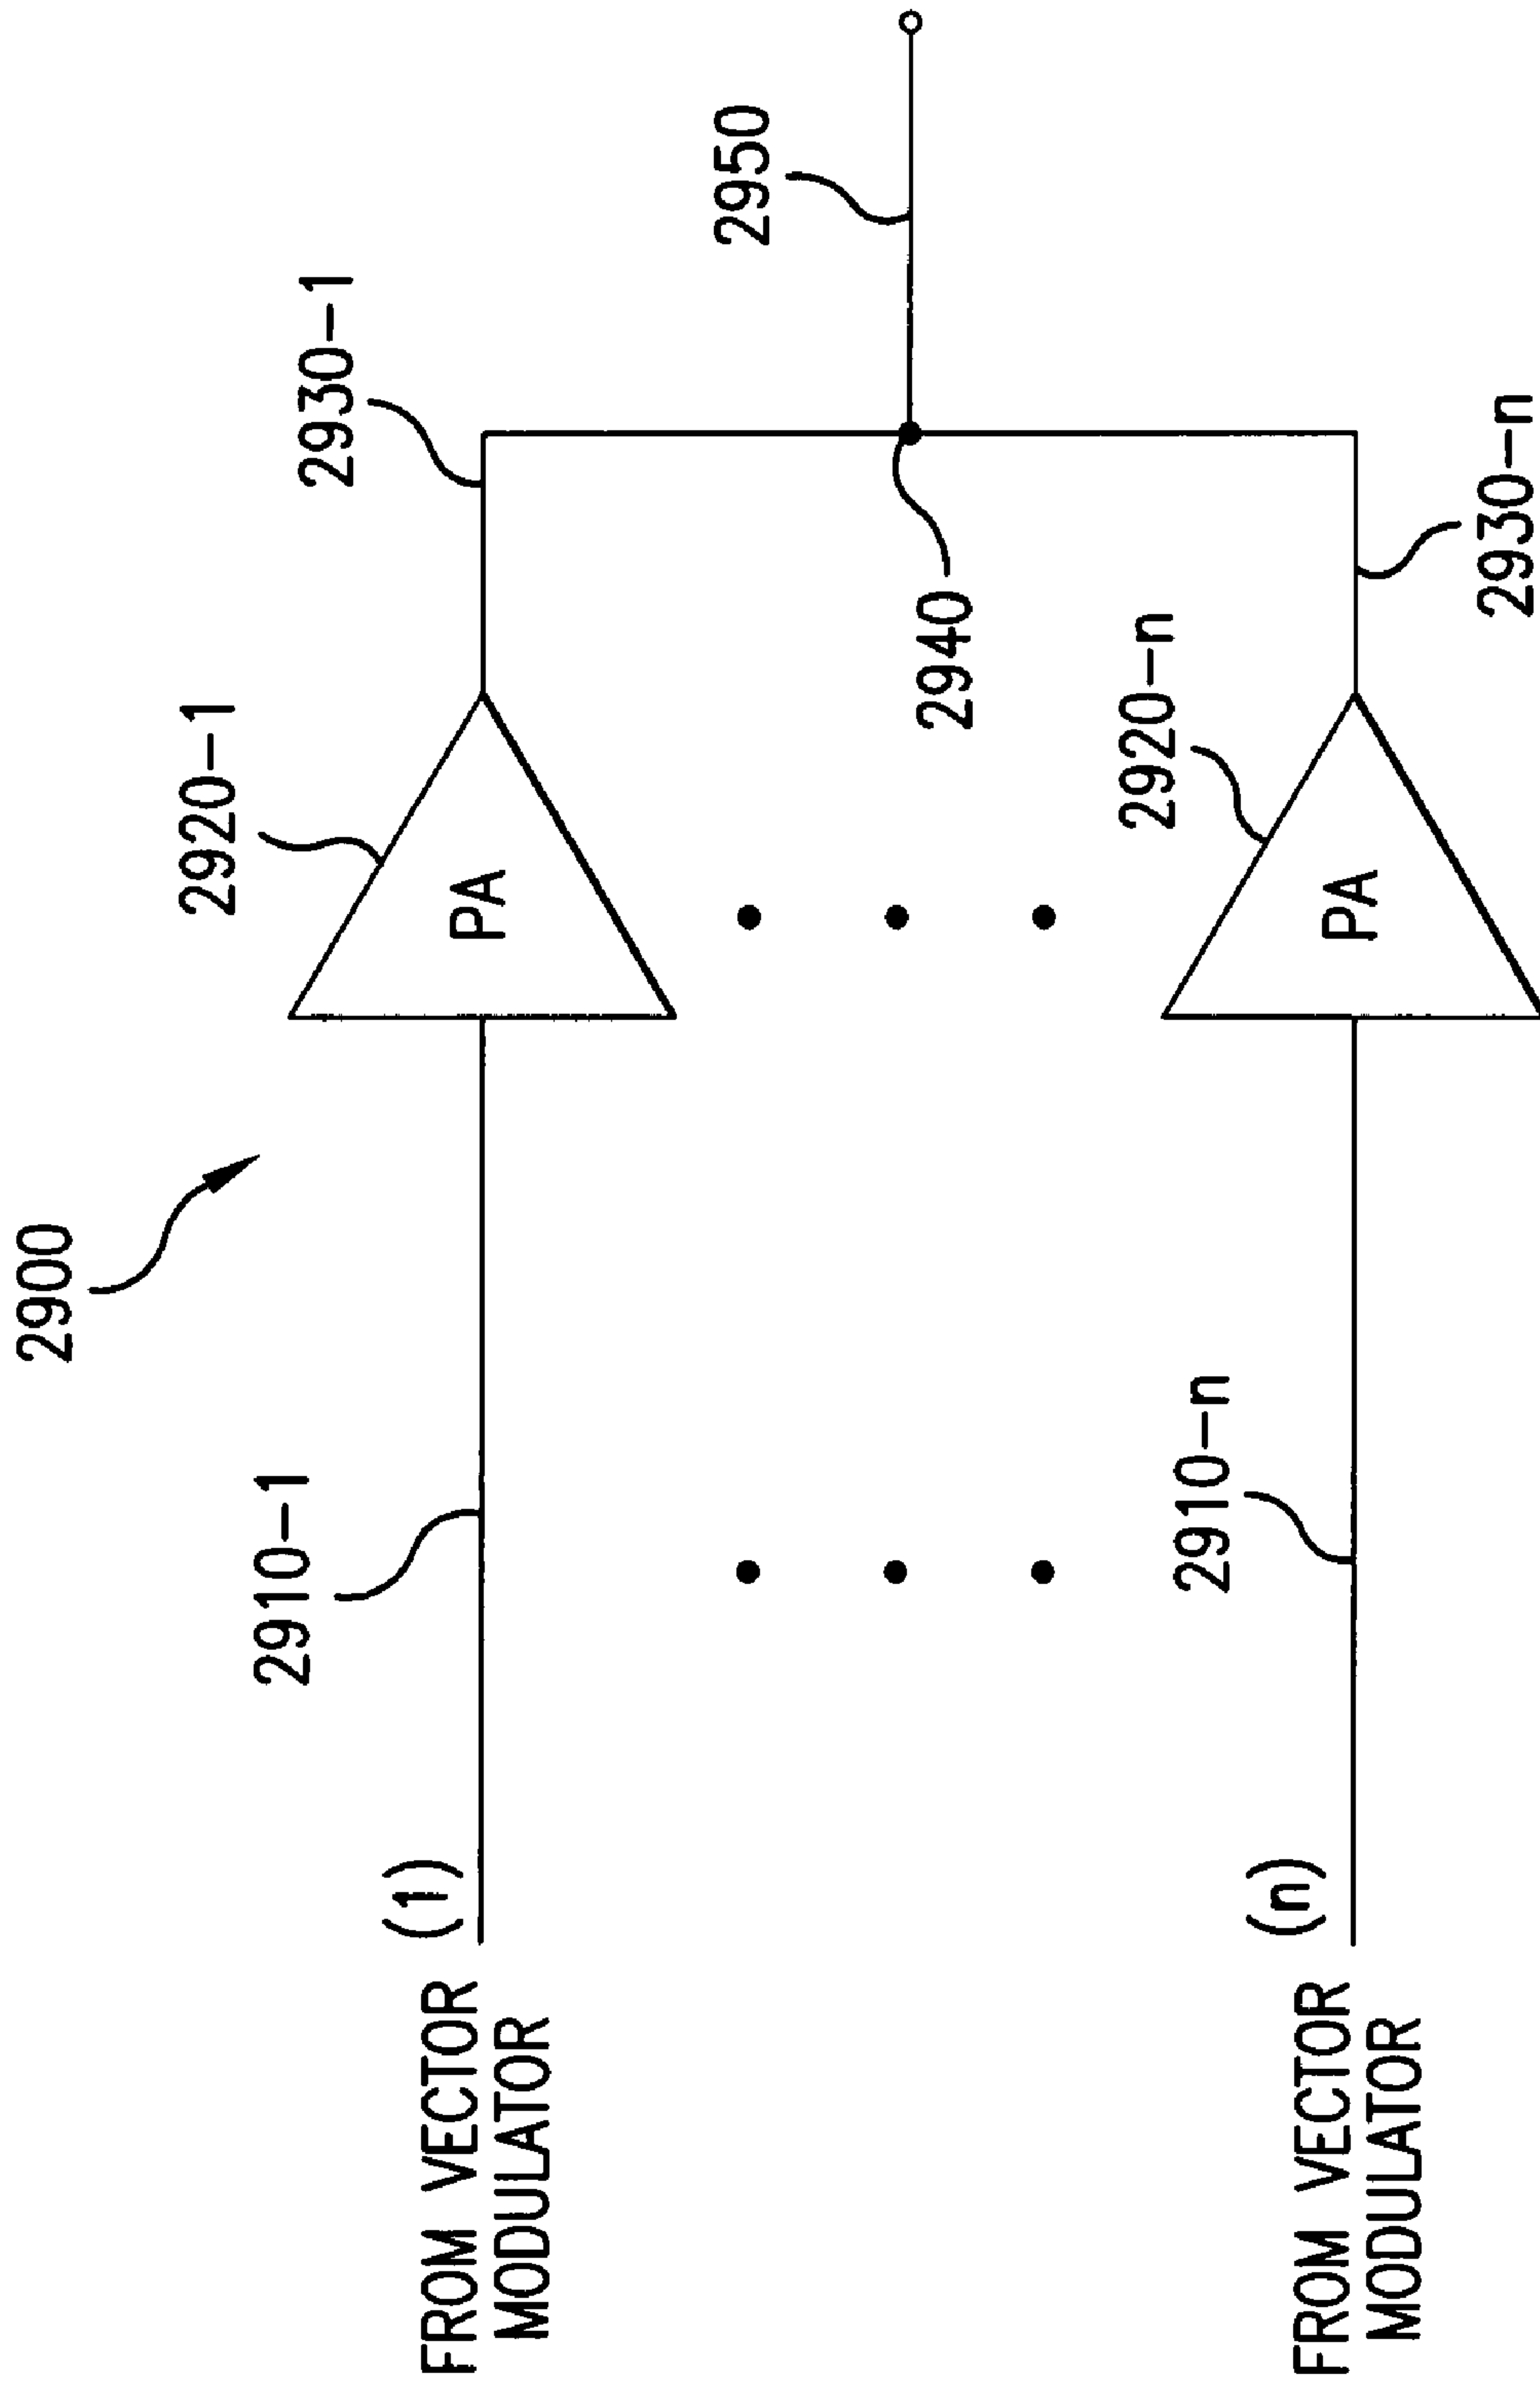 2900
2910-1
2920-1
2930-1
2950
FROM VECTOR (1)
MODULATOR
PA
2940
2910-n
2920-n
2930-n
FROM VECTOR (n)
MODULATOR
PA